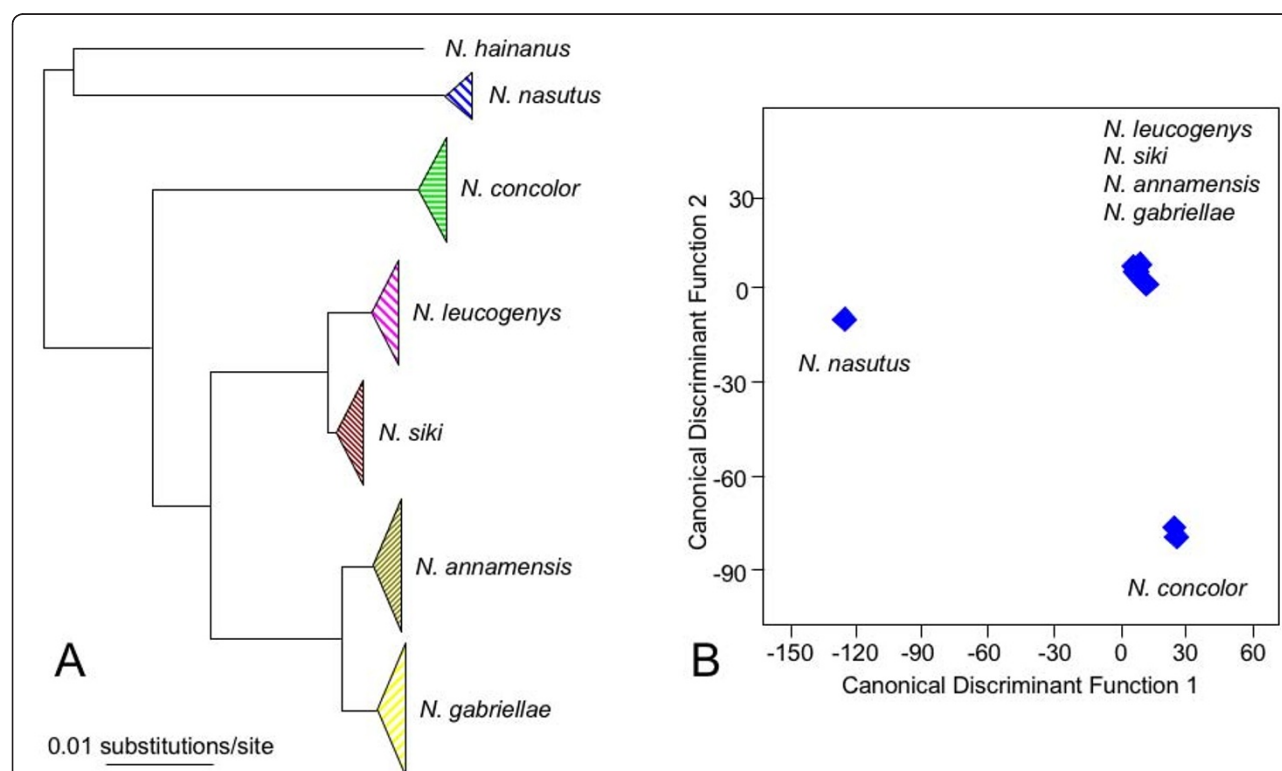 N. hainanus
N. nasutus
N. concolor
N. leucogenys
N. siki
N. annamensis
N. gabriellae
A
0.01 substitutions/site
N. leucogenys
N. siki
N. annamensis
N. gabriellae
N. nasutus
N. concolor
Canonical Discriminant Function 2
30
0
-30
-60
-90
-150 -120 -90 -60 -30 0 30 60
Canonical Discriminant Function 1
B